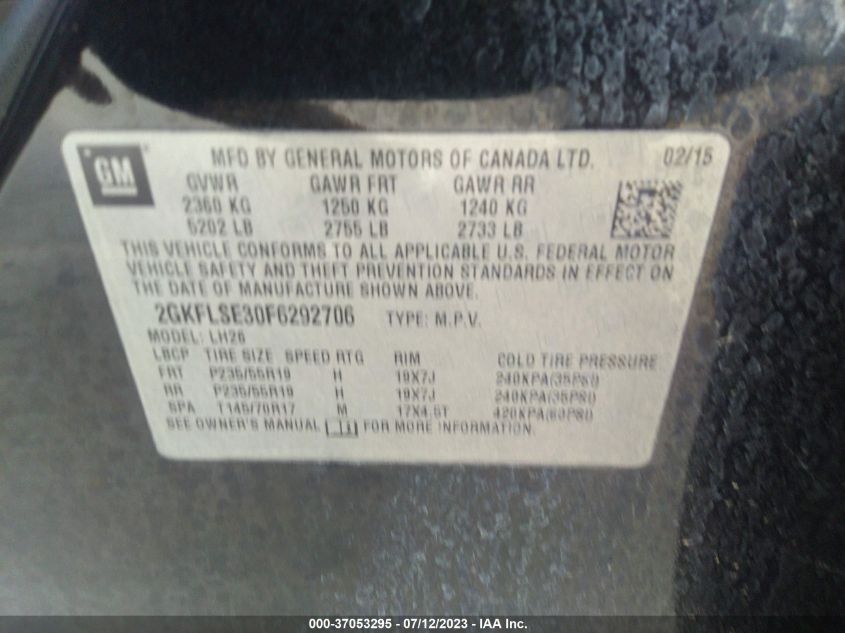 GM
MFD BY GENERAL MOTORS OF CANADA LTD. 02/15
GVWR GAWR FRT GAWR RR
2360 KG 1250 KG 1240 KG
5202 LB 2755 LB 2733 LB
THIS VEHICLE CONFORMS TO ALL APPLICABLE U.S. FEDERAL MOTOR
VEHICLE SAFETY AND THEFT PREVENTION STANDARDS IN EFFECT ON
THE DATE OF MANUFACTURE SHOWN ABOVE.
2GKFLSE30F6292706 TYPE: M.P.V.
MODEL: LH26
LBCP TIRE SIZE SPEED RTG RIM COLD TIRE PRESSURE
FRT P235/55R19 H 19X7J 240KPA(35PSI)
RR P235/55R19 H 19X7J 240KPA(35PSI)
SPA T145/70R17 M 17X4.5T 420KPA(60PSI)
SEE OWNER'S MANUAL FOR MORE INFORMATION.
000-37053295 - 07/12/2023 - IAA Inc.